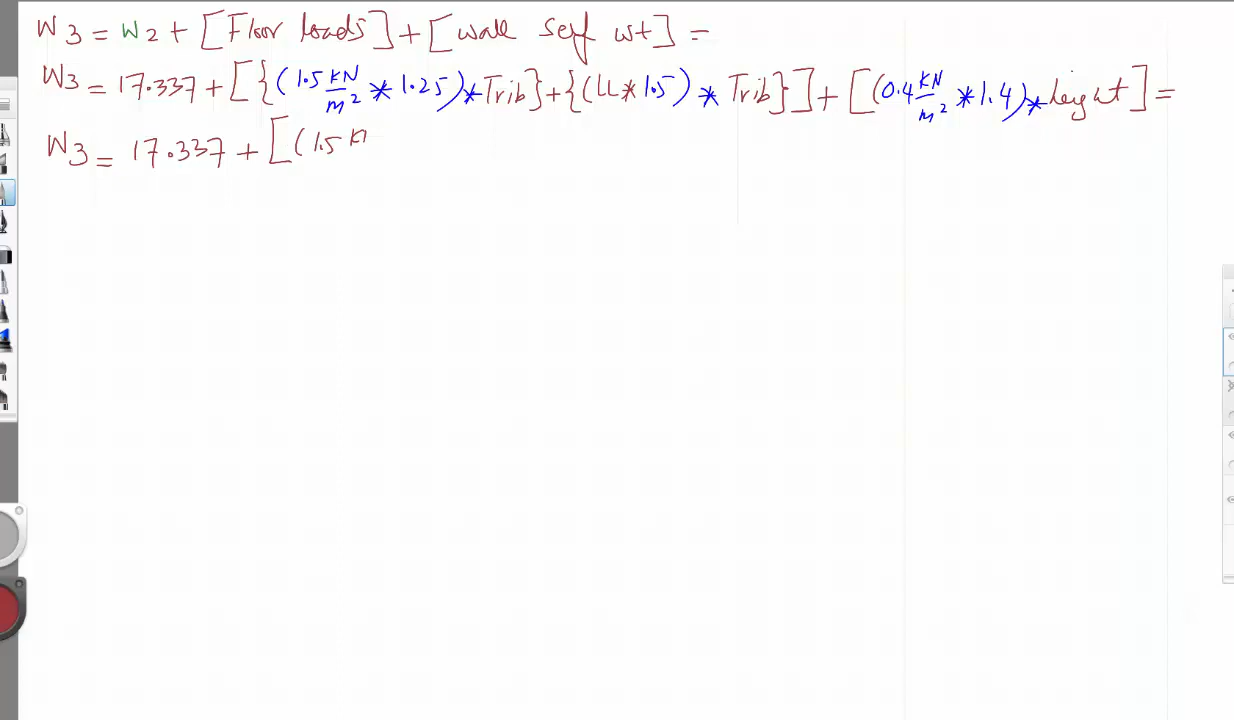 W3 = W2 + [Floor loads] + [wall self wt] =
W3 = 17.337 + [{(1.5 kN/m² * 1.25) * Trib} + {(LL * 1.5) * Trib}] + [(0.4 kN/m² * 1.4) * height] =
W3 = 17.337 + [(1.5 k